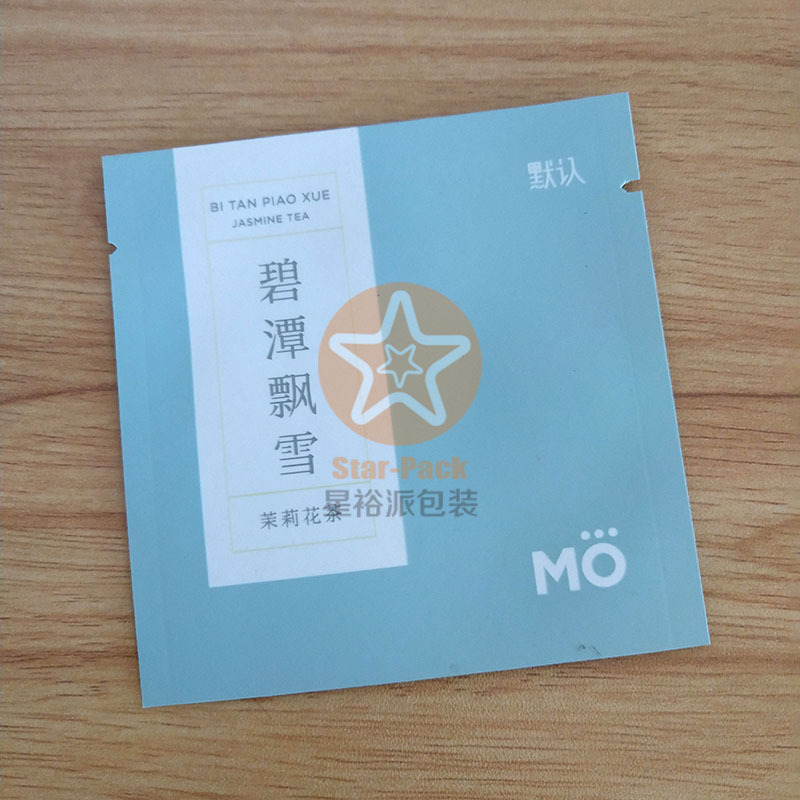 BI TAN PIAO XUE
JASMINE TEA
默认
碧潭飘雪
Star-Pack
星裕派包装
茉莉花茶
MÖ